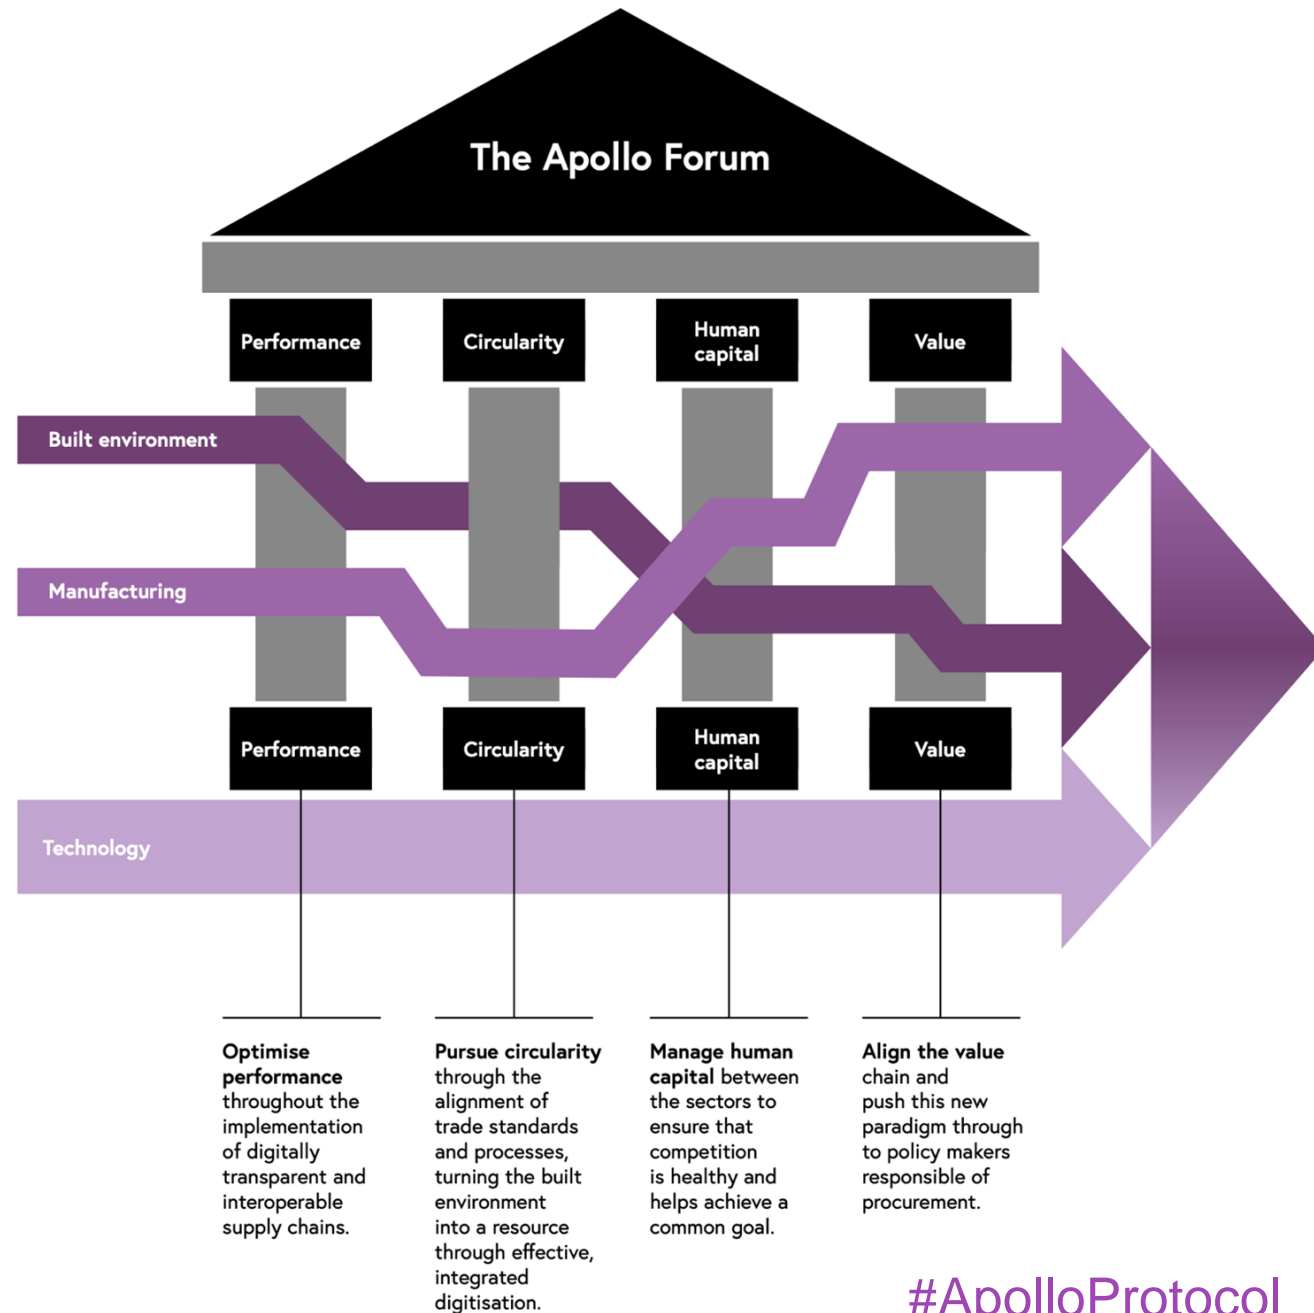 The Apollo Forum
Performance
Circularity
Human
capital
Value
Built environment
Manufacturing
Performance
Circularity
Human
capital
Value
Technology
Optimise
performance
throughout the
implementation
of digitally
transparent and
interoperable
supply chains.
Pursue circularity
through the
alignment of
trade standards
and processes,
turning the built
environment
into a resource
through effective,
integrated
digitisation.
Manage human
capital between
the sectors to
ensure that
competition
is healthy and
helps achieve a
common goal.
Align the value
chain and
push this new
paradigm through
to policy makers
responsible of
procurement.
#ApolloProtocol